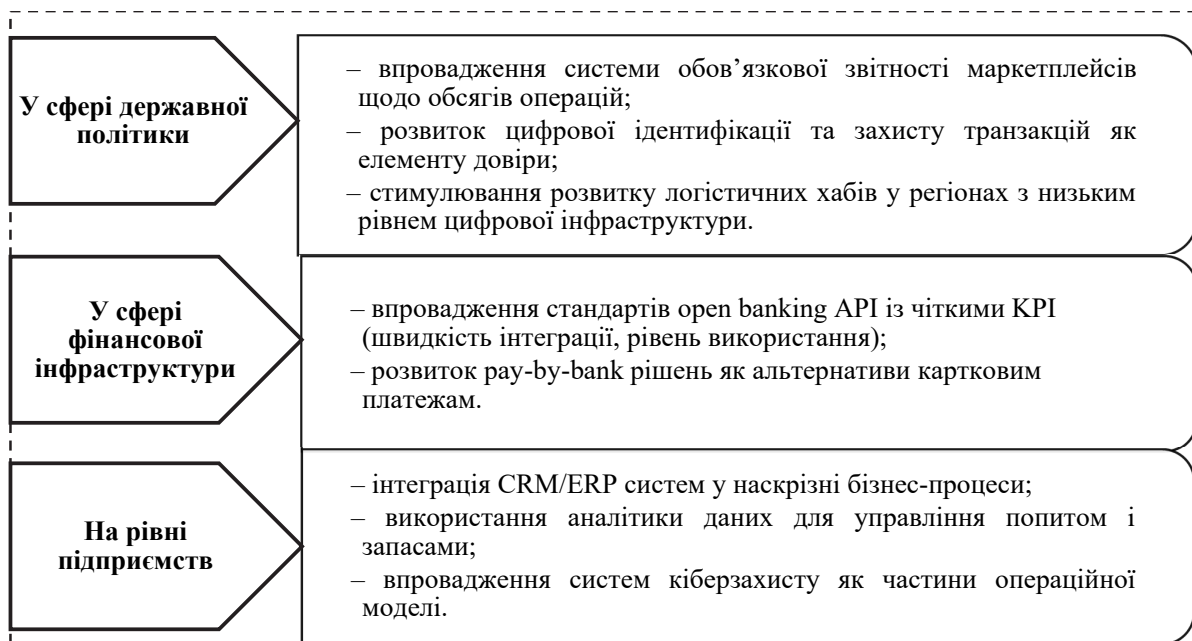 У сфері державної
політики
– впровадження системи обов’язкової звітності маркетплейсів
щодо обсягів операцій;
– розвиток цифрової ідентифікації та захисту транзакцій як
елементу довіри;
– стимулювання розвитку логістичних хабів у регіонах з низьким
рівнем цифрової інфраструктури.
У сфері
фінансової
інфраструктури
– впровадження стандартів open banking API із чіткими KPI
(швидкість інтеграції, рівень використання);
– розвиток pay-by-bank рішень як альтернативи картковим
платежам.
На рівні
підприємств
– інтеграція CRM/ERP систем у наскрізні бізнес-процеси;
– використання аналітики даних для управління попитом і
запасами;
– впровадження систем кіберзахисту як частини операційної
моделі.